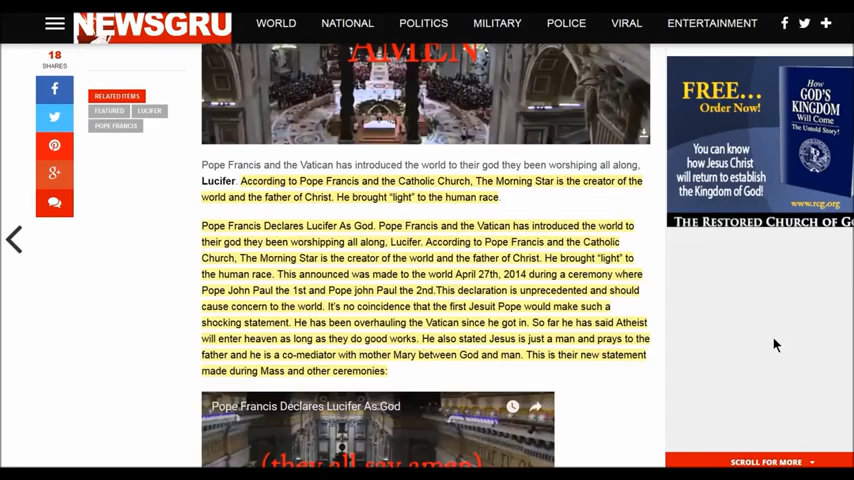 NEWSGRU
WORLD NATIONAL POLITICS MILITARY POLICE VIRAL ENTERTAINMENT
18
SHARES
RELATED ITEMS
FEATURED LUCIFER
POPE FRANCIS
AMEN
Pope Francis and the Vatican has introduced the world to their god they been worshiping all along,
Lucifer. According to Pope Francis and the Catholic Church, The Morning Star is the creator of the
world and the father of Christ. He brought “light” to the human race.
Pope Francis Declares Lucifer As God. Pope Francis and the Vatican has introduced the world to
their god they been worshipping all along, Lucifer. According to Pope Francis and the Catholic
Church, The Morning Star is the creator of the world and the father of Christ. He brought “light” to
the human race. This announced was made to the world April 27th, 2014 during a ceremony where
Pope John Paul the 1st and Pope john Paul the 2nd.This declaration is unprecedented and should
cause concern to the world. It’s no coincidence that the first Jesuit Pope would make such a
shocking statement. He has been overhauling the Vatican since he got in. So far he has said Atheist
will enter heaven as long as they do good works. He also stated Jesus is just a man and prays to the
father and he is a co-mediator with mother Mary between God and man. This is their new statement
made during Mass and other ceremonies:
Pope Francis Declares Lucifer As God
(they all say amen)
FREE...
Order Now!
You can know
how Jesus Christ
will return to establish
the Kingdom of God!
How
GOD'S
KINGDOM
Will Come
The Untold Story!
www.rcg.org
THE RESTORED CHURCH OF G
SCROLL FOR MORE